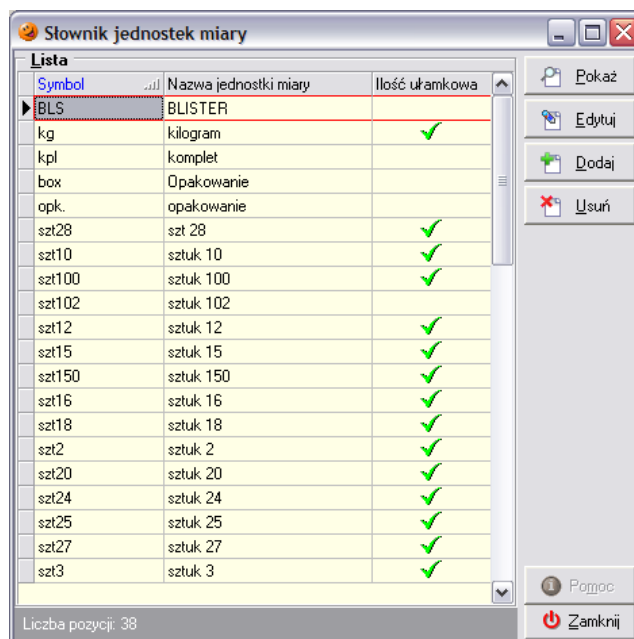 Słownik jednostek miary
Lista
Symbol Nazwa jednostki miary Ilość ułamkowa
BLS BLISTER
kg kilogram
kpl komplet
box Opakowanie
opk. opakowanie
szt28 szt 28
szt10 sztuk 10
szt100 sztuk 100
szt102 sztuk 102
szt12 sztuk 12
szt15 sztuk 15
szt150 sztuk 150
szt16 sztuk 16
szt18 sztuk 18
szt2 sztuk 2
szt20 sztuk 20
szt24 sztuk 24
szt25 sztuk 25
szt27 sztuk 27
szt3 sztuk 3
Liczba pozycji: 38
Pokaż
Edytuj
Dodaj
Usuń
Pomoc
Zamknij